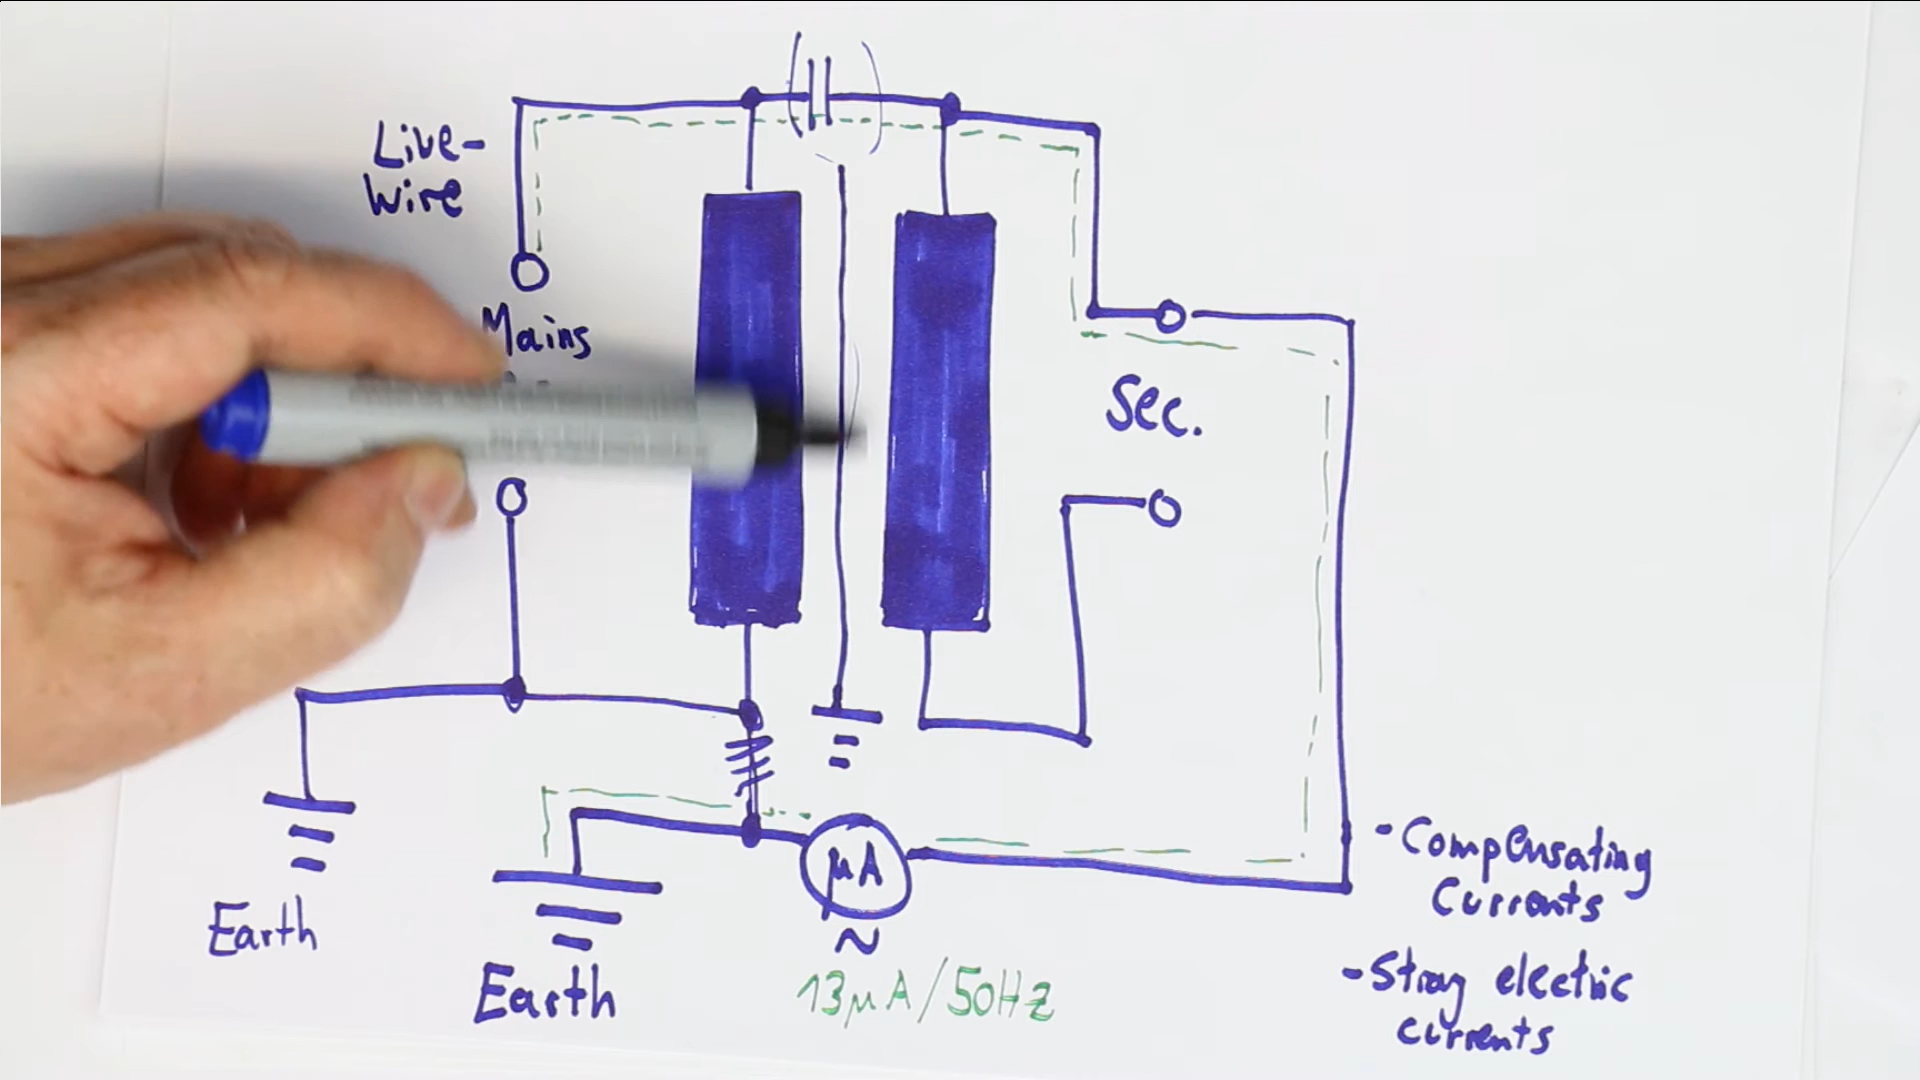 Live-
Wire
Mains
Sec.
µA
~
Earth
Earth
13µA/50Hz
- Compensating
Currents
- Stray electric
currents